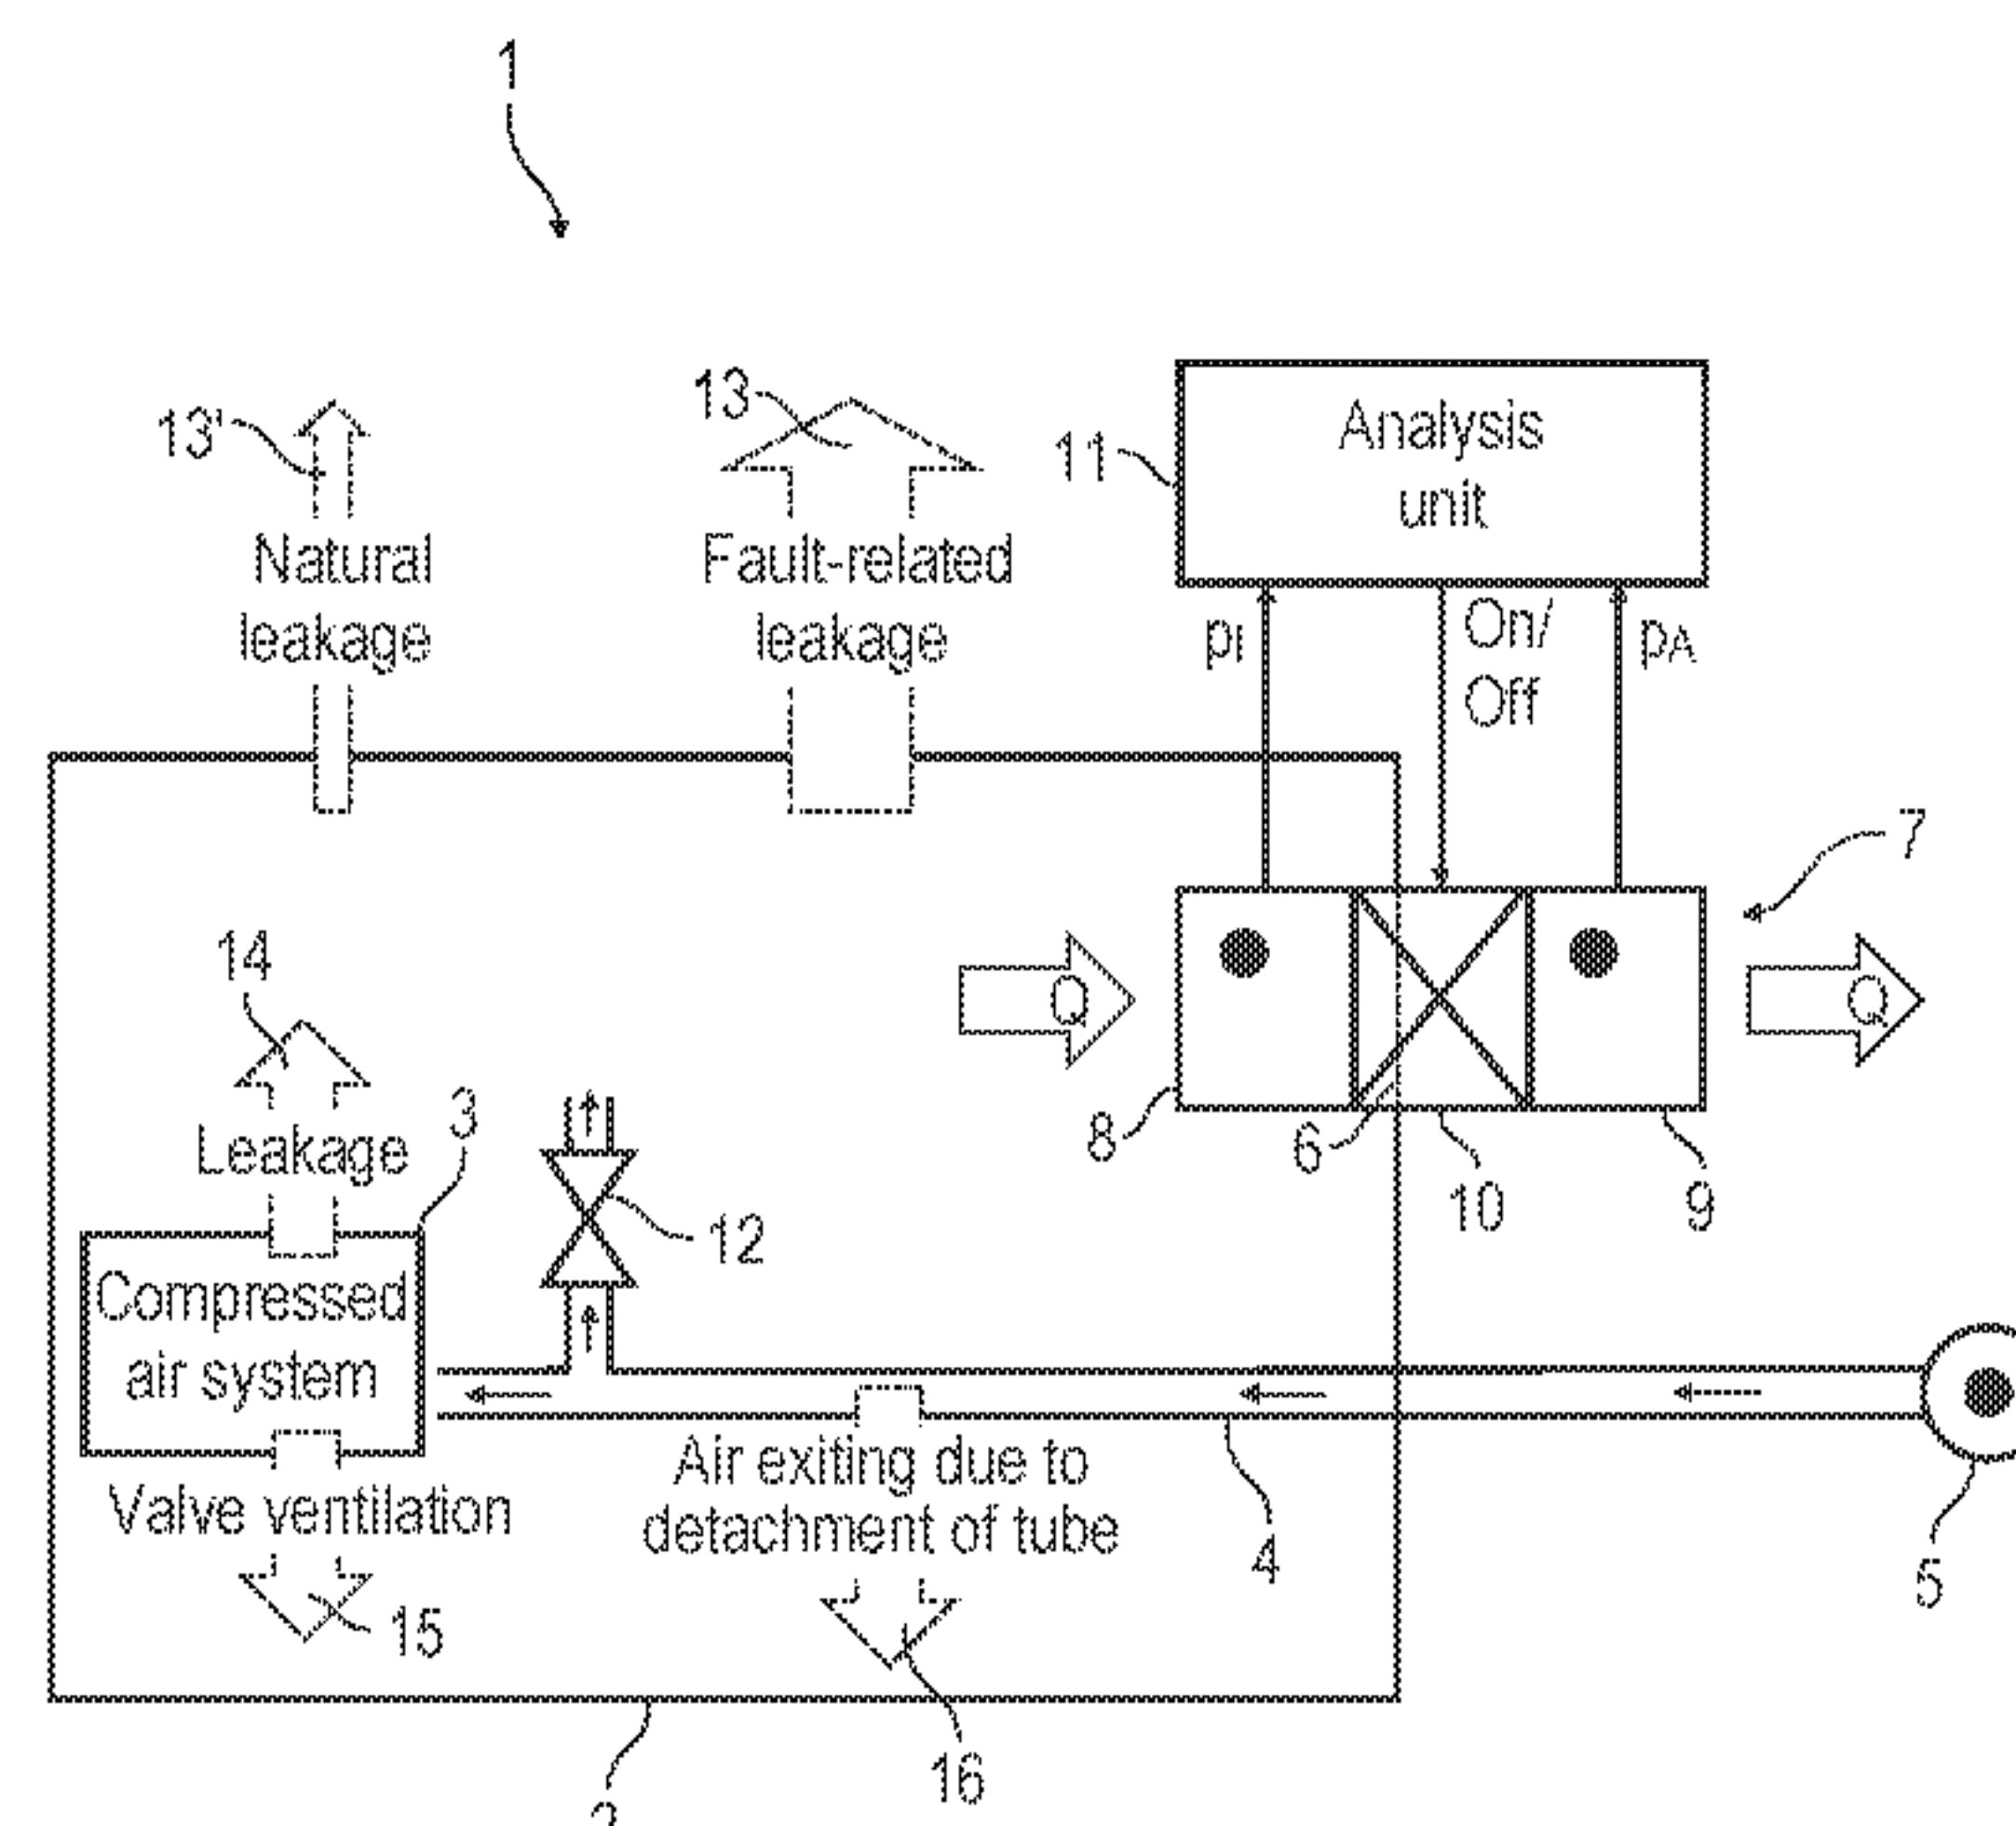 1
13'
13
11
Analysis
unit
Natural
leakage
Fault-related
leakage
pI
On/
Off
pA
7
14
Q
Q
Leakage
3
8
6
10
9
12
Compressed
air system
Valve ventilation
Air exiting due to
detachment of tube
4
5
15
16